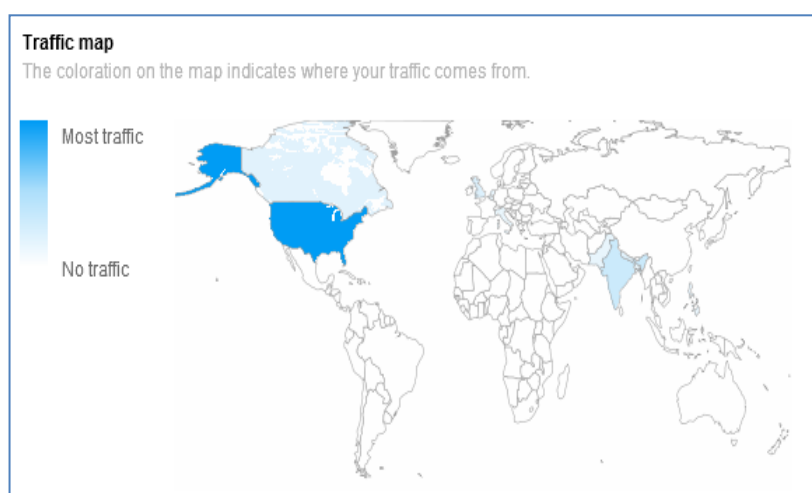 Traffic map
The coloration on the map indicates where your traffic comes from.
Most traffic
No traffic